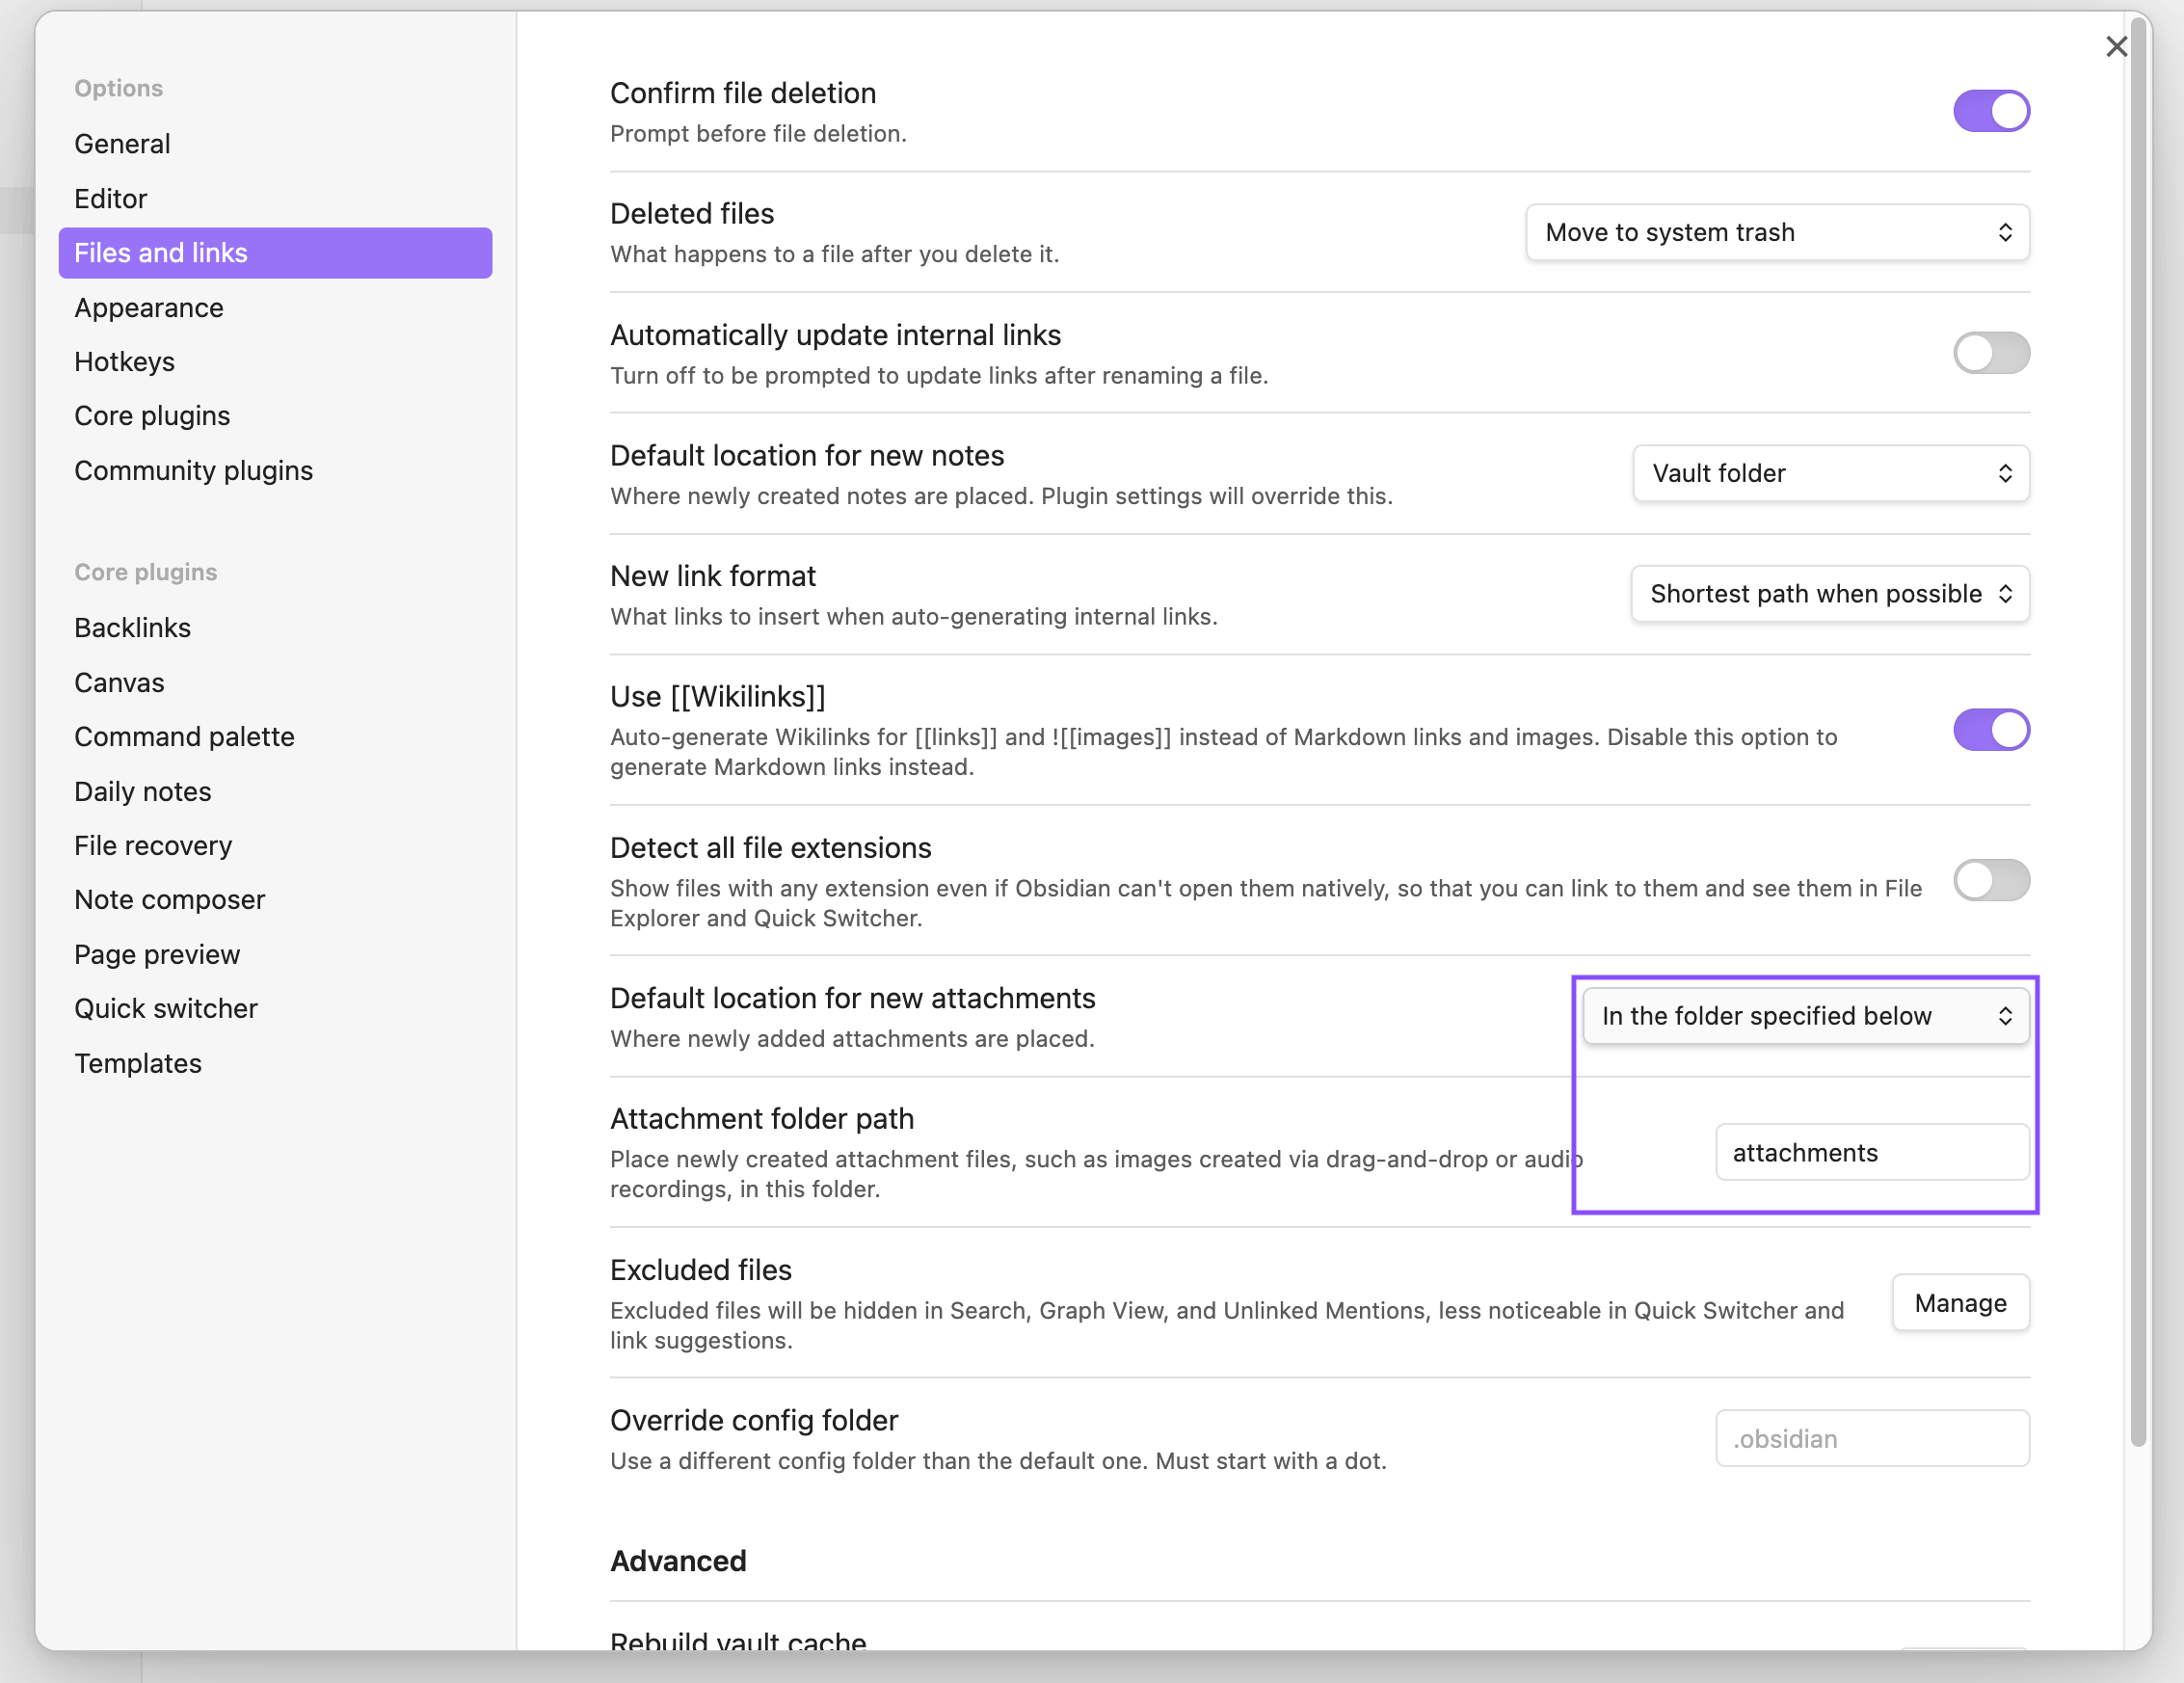 Options
General
Editor
Files and links
Appearance
Hotkeys
Core plugins
Community plugins
Core plugins
Backlinks
Canvas
Command palette
Daily notes
File recovery
Note composer
Page preview
Quick switcher
Templates
Confirm file deletion
Prompt before file deletion.
Deleted files
What happens to a file after you delete it.
Move to system trash
Automatically update internal links
Turn off to be prompted to update links after renaming a file.
Default location for new notes
Where newly created notes are placed. Plugin settings will override this.
Vault folder
New link format
What links to insert when auto-generating internal links.
Shortest path when possible
Use [[Wikilinks]]
Auto-generate Wikilinks for [[links]] and ![[images]] instead of Markdown links and images. Disable this option to
generate Markdown links instead.
Detect all file extensions
Show files with any extension even if Obsidian can't open them natively, so that you can link to them and see them in File
Explorer and Quick Switcher.
Default location for new attachments
Where newly added attachments are placed.
In the folder specified below
Attachment folder path
Place newly created attachment files, such as images created via drag-and-drop or audio
recordings, in this folder.
attachments
Excluded files
Excluded files will be hidden in Search, Graph View, and Unlinked Mentions, less noticeable in Quick Switcher and
link suggestions.
Manage
Override config folder
Use a different config folder than the default one. Must start with a dot.
.obsidian
Advanced
Rebuild vault cache